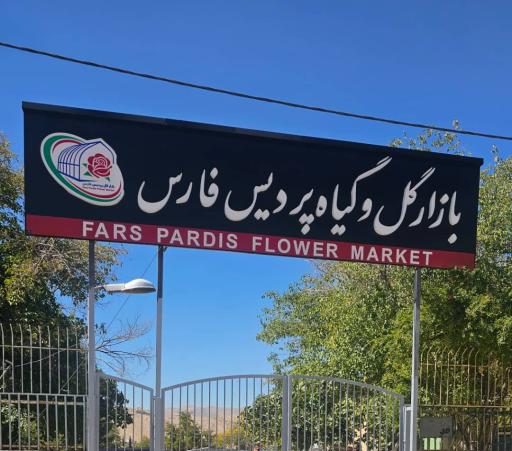 بازار گل و گیاه پردیس فارس
FARS PARDIS FLOWER MARKET